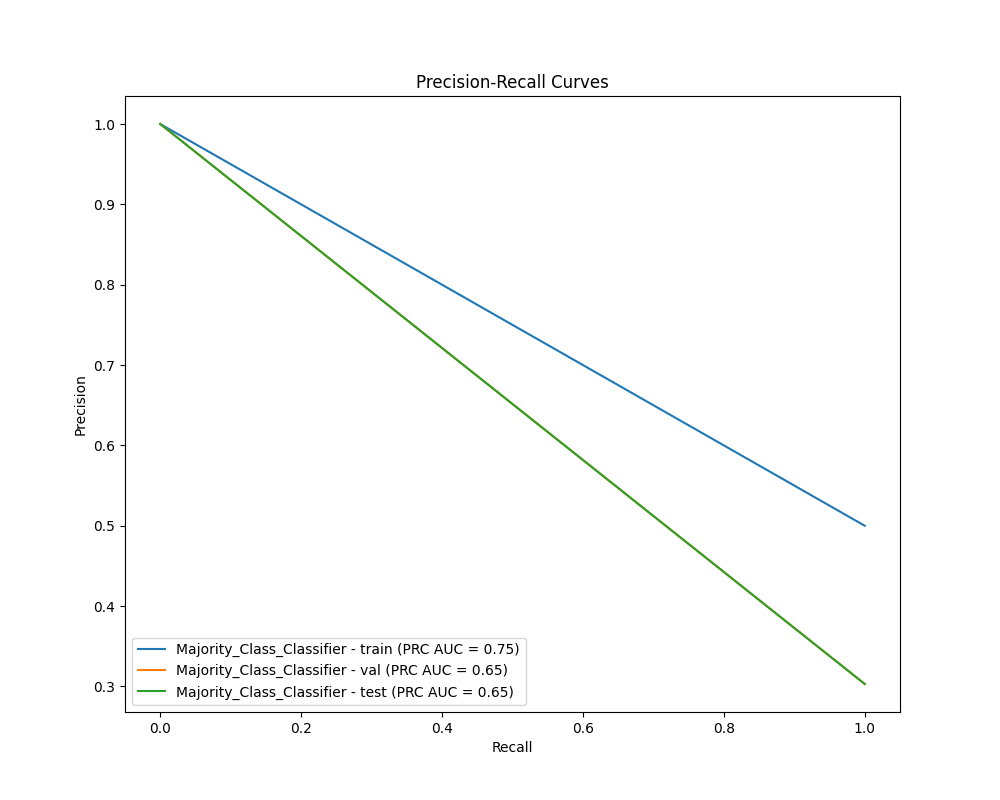 Precision-Recall Curves
1.0
0.9
0.8
0.7
0.6
0.5
0.4
0.3
Precision
Majority_Class_Classifier - train (PRC AUC = 0.75)
Majority_Class_Classifier - val (PRC AUC = 0.65)
Majority_Class_Classifier - test (PRC AUC = 0.65)
0.0 0.2 0.4 0.6 0.8 1.0
Recall